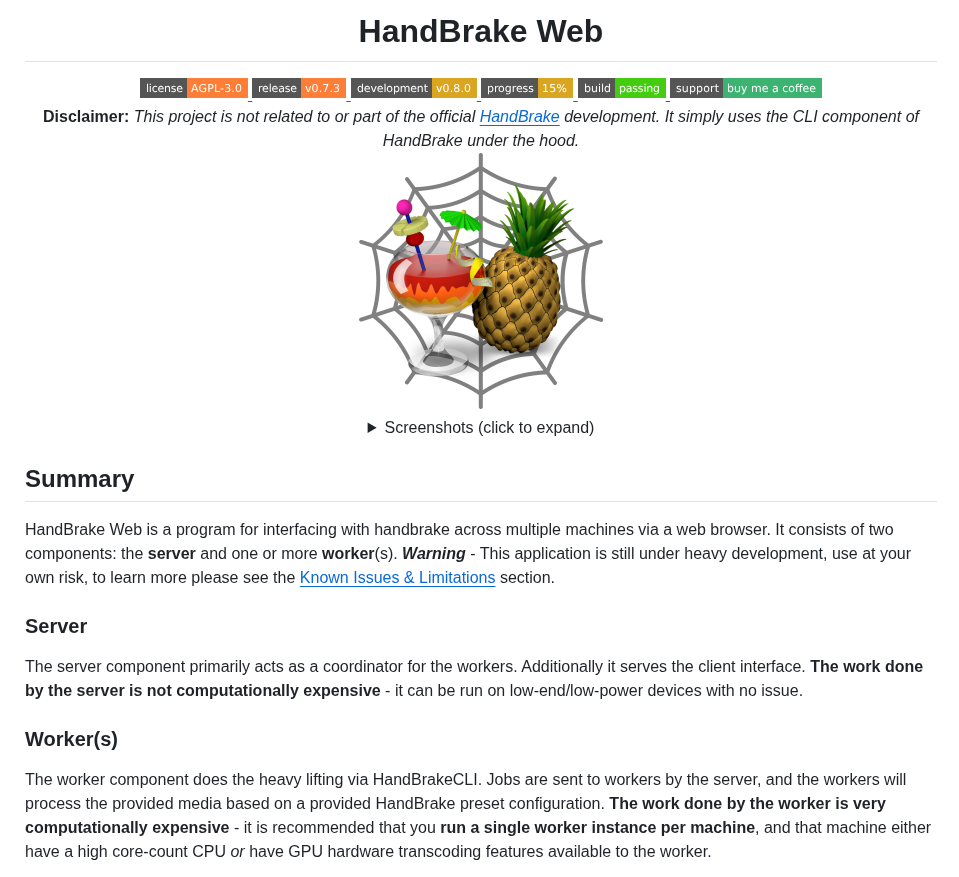 HandBrake Web
license AGPL-3.0 release v0.7.3 development v0.8.0 progress 15% build passing support buy me a coffee
Disclaimer: This project is not related to or part of the official HandBrake development. It simply uses the CLI component of
HandBrake under the hood.
Screenshots (click to expand)
Summary
HandBrake Web is a program for interfacing with handbrake across multiple machines via a web browser. It consists of two
components: the server and one or more worker(s). Warning - This application is still under heavy development, use at your
own risk, to learn more please see the Known Issues & Limitations section.
Server
The server component primarily acts as a coordinator for the workers. Additionally it serves the client interface. The work done
by the server is not computationally expensive - it can be run on low-end/low-power devices with no issue.
Worker(s)
The worker component does the heavy lifting via HandBrakeCLI. Jobs are sent to workers by the server, and the workers will
process the provided media based on a provided HandBrake preset configuration. The work done by the worker is very
computationally expensive - it is recommended that you run a single worker instance per machine, and that machine either
have a high core-count CPU or have GPU hardware transcoding features available to the worker.